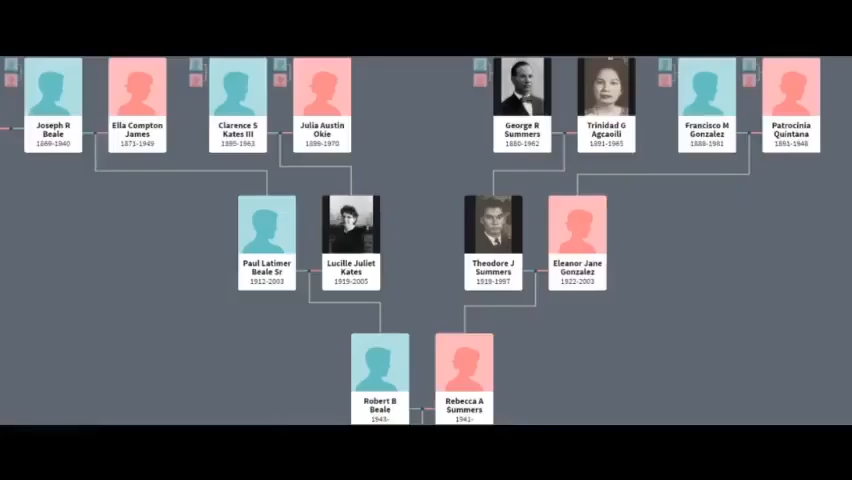 Joseph R
Beale
1869-1940
Ella Compton
James
1871-1949
Clarence S
Kates III
1895-1963
Julia Austin
Okie
1899-1970
George R
Summers
1880-1962
Trinidad G
Agcaoili
1891-1965
Francisco M
Gonzalez
1888-1981
Patrocinia
Quintana
1891-1948
Paul Latimer
Beale Sr
1912-2003
Lucille Juliet
Kates
1919-2005
Theodore J
Summers
1919-1997
Eleanor Jane
Gonzalez
1922-2003
Robert B
Beale
1943-
Rebecca A
Summers
1941-